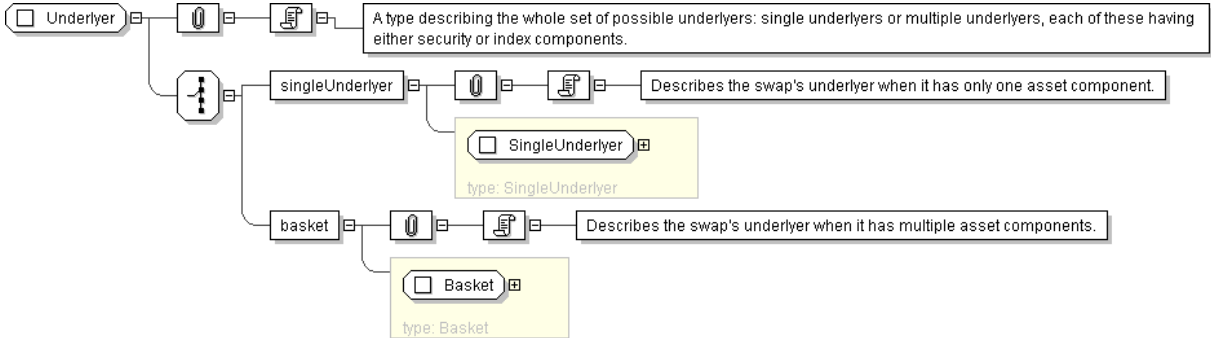 Underlyer
A type describing the whole set of possible underlyers: single underlyers or multiple underlyers, each of these having
either security or index components.
singleUnderlyer
Describes the swap's underlyer when it has only one asset component.
SingleUnderlyer
type: SingleUnderlyer
basket
Describes the swap's underlyer when it has multiple asset components.
Basket
type: Basket